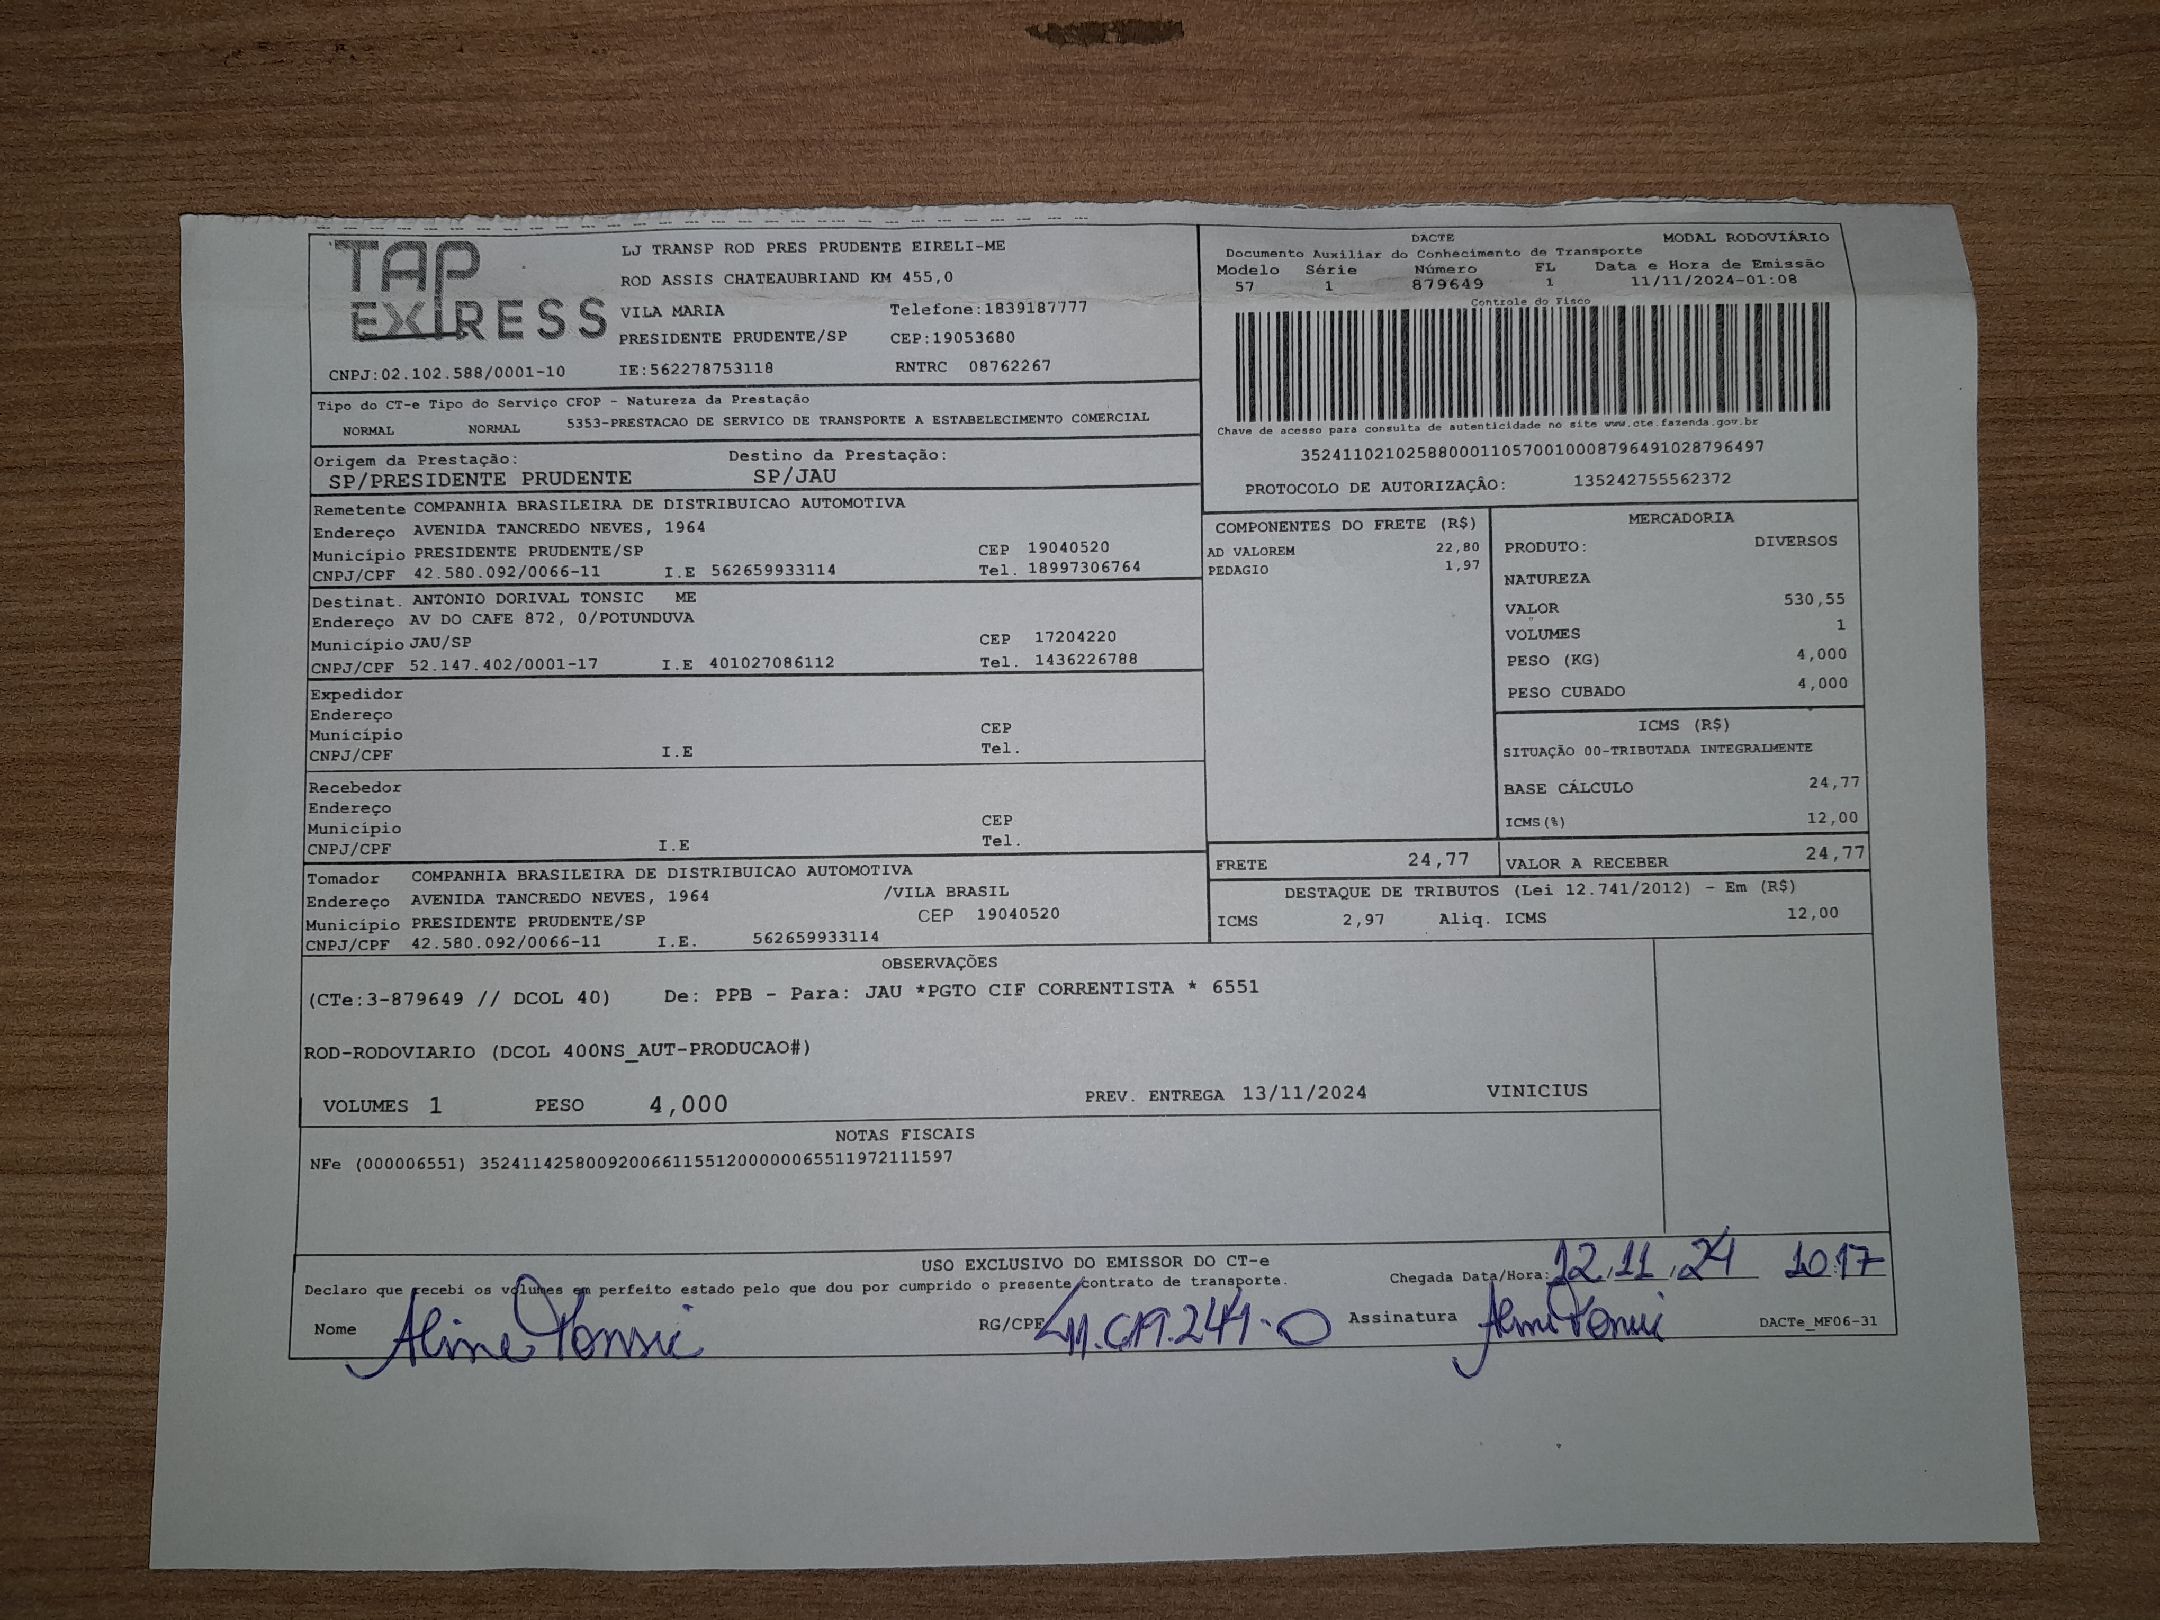 TAP
EXPRESS
LJ TRANSP ROD PRES PRUDENTE EIRELI-ME
ROD ASSIS CHATEAUBRIAND KM 455,0
VILA MARIA Telefone:1839187777
PRESIDENTE PRUDENTE/SP CEP:19053680
CNPJ:02.102.588/0001-10 IE:562278753118 RNTRC 08762267
DACTE MODAL RODOVIÁRIO
Documento Auxiliar do Conhecimento de Transporte
Modelo Série Número FL Data e Hora de Emissão
57 1 879649 1 11/11/2024-01:08
Controle do Fisco
Chave de acesso para consulta de autenticidade no site www.cte.fazenda.gov.br
35241102102588000110570010008796491028796497
PROTOCOLO DE AUTORIZAÇÂO: 135242755562372
Tipo do CT-e Tipo do Serviço CFOP - Natureza da Prestação
NORMAL NORMAL 5353-PRESTACAO DE SERVICO DE TRANSPORTE A ESTABELECIMENTO COMERCIAL
Origem da Prestação: Destino da Prestação:
SP/PRESIDENTE PRUDENTE SP/JAU
Remetente COMPANHIA BRASILEIRA DE DISTRIBUICAO AUTOMOTIVA
Endereço AVENIDA TANCREDO NEVES, 1964
Município PRESIDENTE PRUDENTE/SP CEP 19040520
CNPJ/CPF 42.580.092/0066-11 I.E 562659933114 Tel. 18997306764
Destinat. ANTONIO DORIVAL TONSIC ME
Endereço AV DO CAFE 872, 0/POTUNDUVA
Município JAU/SP CEP 17204220
CNPJ/CPF 52.147.402/0001-17 I.E 401027086112 Tel. 1436226788
Expedidor
Endereço
Município CEP
CNPJ/CPF I.E Tel.
Recebedor
Endereço
Município CEP
CNPJ/CPF I.E Tel.
Tomador COMPANHIA BRASILEIRA DE DISTRIBUICAO AUTOMOTIVA
Endereço AVENIDA TANCREDO NEVES, 1964 /VILA BRASIL
Município PRESIDENTE PRUDENTE/SP CEP 19040520
CNPJ/CPF 42.580.092/0066-11 I.E. 562659933114
COMPONENTES DO FRETE (R$)
AD VALOREM 22,80
PEDAGIO 1,97
MERCADORIA
PRODUTO: DIVERSOS
NATUREZA
VALOR 530,55
VOLUMES 1
PESO (KG) 4,000
PESO CUBADO 4,000
ICMS (R$)
SITUAÇÃO 00-TRIBUTADA INTEGRALMENTE
BASE CÁLCULO 24,77
ICMS(%) 12,00
FRETE 24,77 VALOR A RECEBER 24,77
DESTAQUE DE TRIBUTOS (Lei 12.741/2012) - Em (R$)
ICMS 2,97 Aliq. ICMS 12,00
OBSERVAÇÕES
(CTe:3-879649 // DCOL 40) De: PPB - Para: JAU *PGTO CIF CORRENTISTA * 6551
ROD-RODOVIARIO (DCOL 400NS_AUT-PRODUCAO#)
VOLUMES 1 PESO 4,000 PREV. ENTREGA 13/11/2024 VINICIUS
NOTAS FISCAIS
NFe (000006551) 35241142580092006611551200000065511972111597
USO EXCLUSIVO DO EMISSOR DO CT-e
Declaro que recebi os volumes em perfeito estado pelo que dou por cumprido o presente contrato de transporte. Chegada Data/Hora: 12.11.24 10:17
Nome Aline Tonsic RG/CPF Assinatura Aline Tonsic DACTe_MF06-31